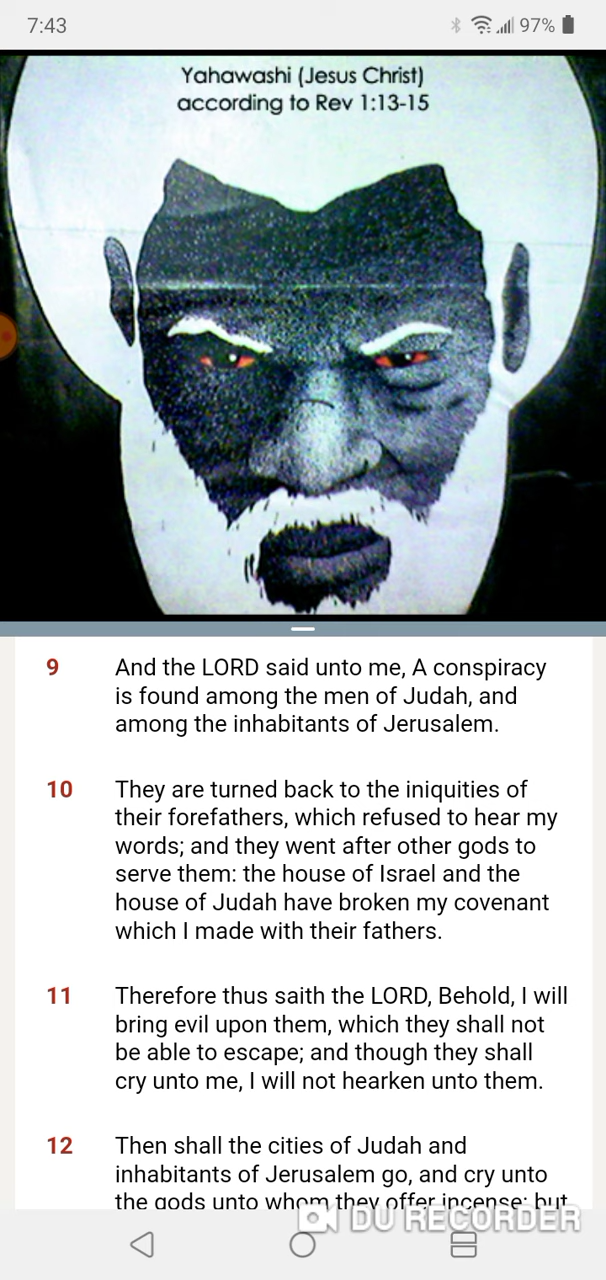 7:43 97%
Yahawashi (Jesus Christ)
according to Rev 1:13-15
9 And the LORD said unto me, A conspiracy
is found among the men of Judah, and
among the inhabitants of Jerusalem.
10 They are turned back to the iniquities of
their forefathers, which refused to hear my
words; and they went after other gods to
serve them: the house of Israel and the
house of Judah have broken my covenant
which I made with their fathers.
11 Therefore thus saith the LORD, Behold, I will
bring evil upon them, which they shall not
be able to escape; and though they shall
cry unto me, I will not hearken unto them.
12 Then shall the cities of Judah and
inhabitants of Jerusalem go, and cry unto
the gods unto whom they offer incense: but
DU RECORDER